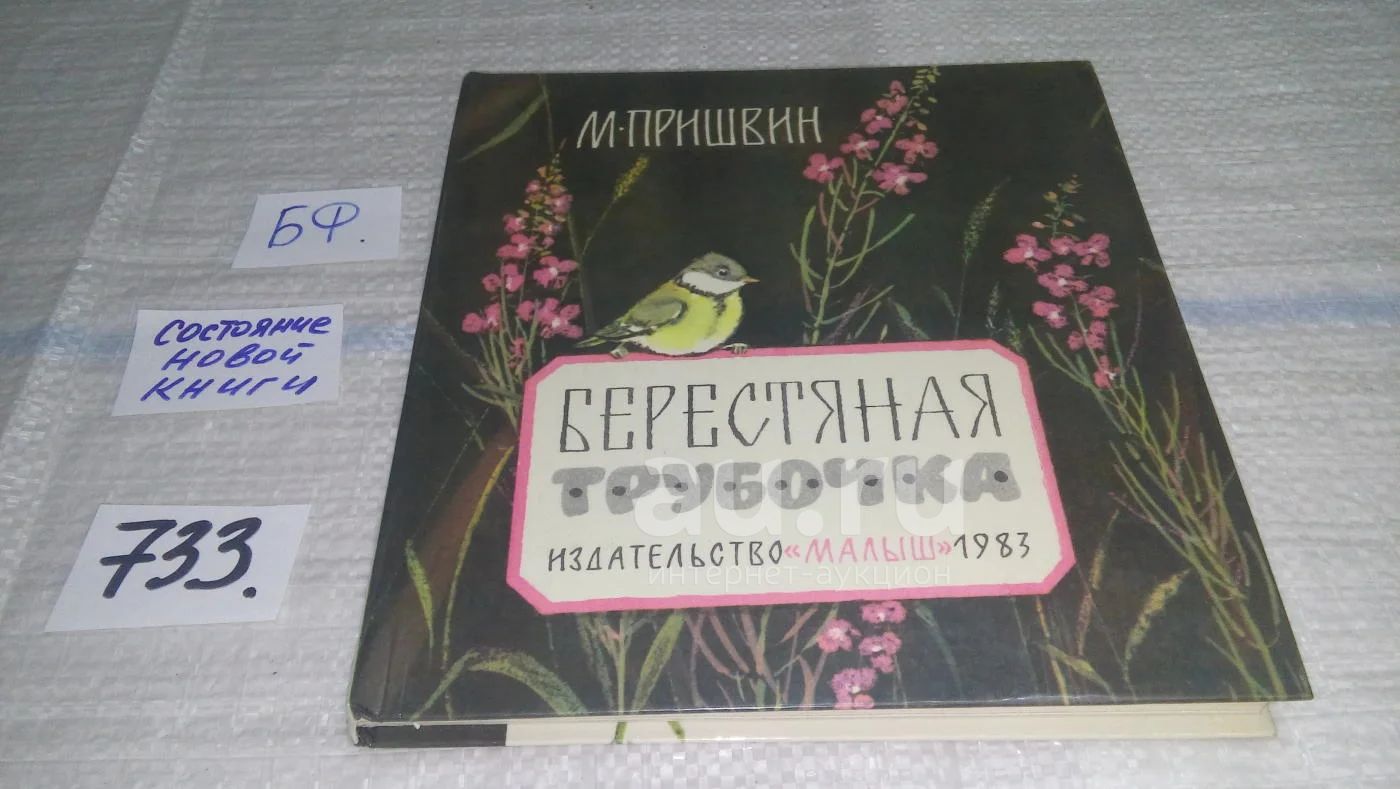 М·ПРИШВИН
БФ.
СОСТОЯНИЕ
НОВОЙ
КНИГИ
БЕРЕСТЯНАЯ
ТРУБОЧКА
ИЗДАТЕЛЬСТВО «МАЛЫШ» 1983
733.
au.ru
интернет-аукцион